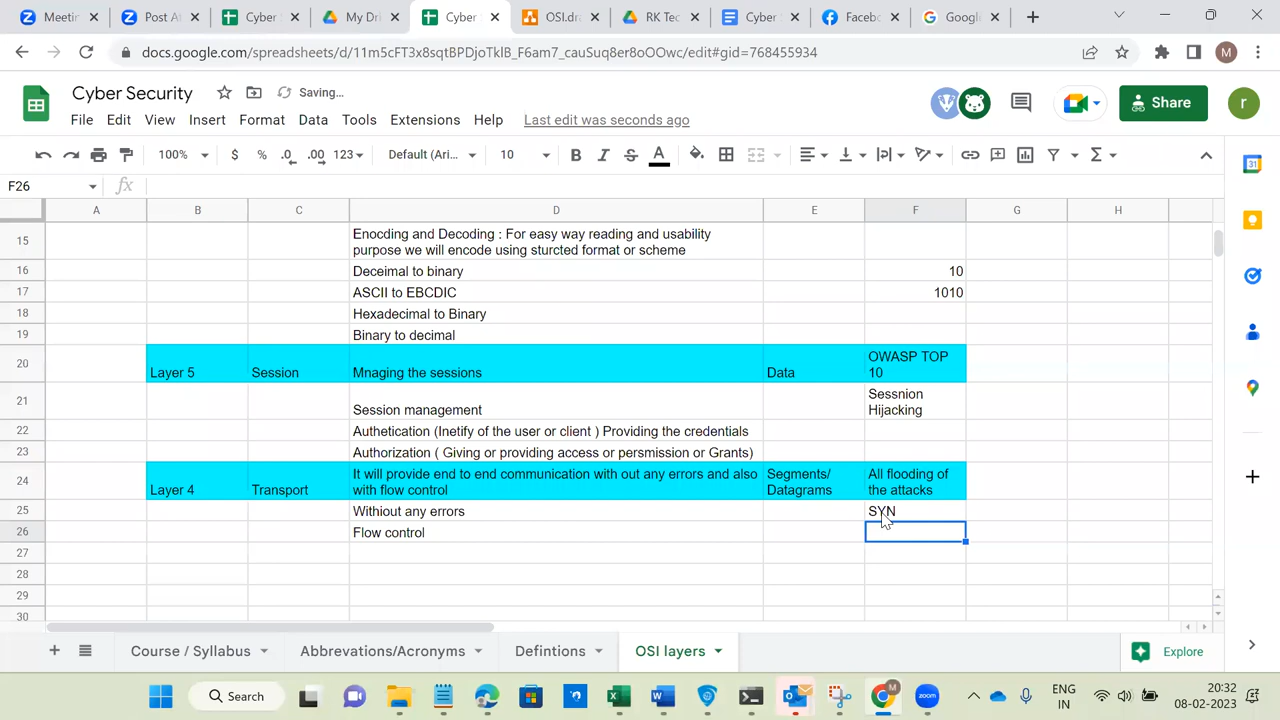 Meetin
Post At
Cyber S
My Dri
Cyber S
OSI.dra
RK Tec
Cyber S
Facebo
Google
docs.google.com/spreadsheets/d/11m5cFT3x8sqtBPDjoTklB_F6am7_cauSuq8er8oOOwc/edit#gid=768455934
M
Cyber Security
Saving...
Share
r
File Edit View Insert Format Data Tools Extensions Help Last edit was seconds ago
100% $ % .0 .00 123 Default (Ari... 10 B I S A
F26 fx
A B C D E F G H
15 Enocding and Decoding : For easy way reading and usability
purpose we will encode using sturcted format or scheme
16 Deceimal to binary 10
17 ASCII to EBCDIC 1010
18 Hexadecimal to Binary
19 Binary to decimal
20 Layer 5 Session Mnaging the sessions Data OWASP TOP
10
21 Session management Sessnion
Hijacking
22 Authetication (Inetify of the user or client ) Providing the credentials
23 Authorization ( Giving or providing access or persmission or Grants)
24 Layer 4 Transport It will provide end to end communication with out any errors and also
with flow control
Segments/
Datagrams
All flooding of
the attacks
25 Without any errors SYN
26 Flow control
27
28
29
30
Course / Syllabus Abbrevations/Acronyms Defintions OSI layers Explore
Search
M
zoom
ENG
IN
20:32
08-02-2023